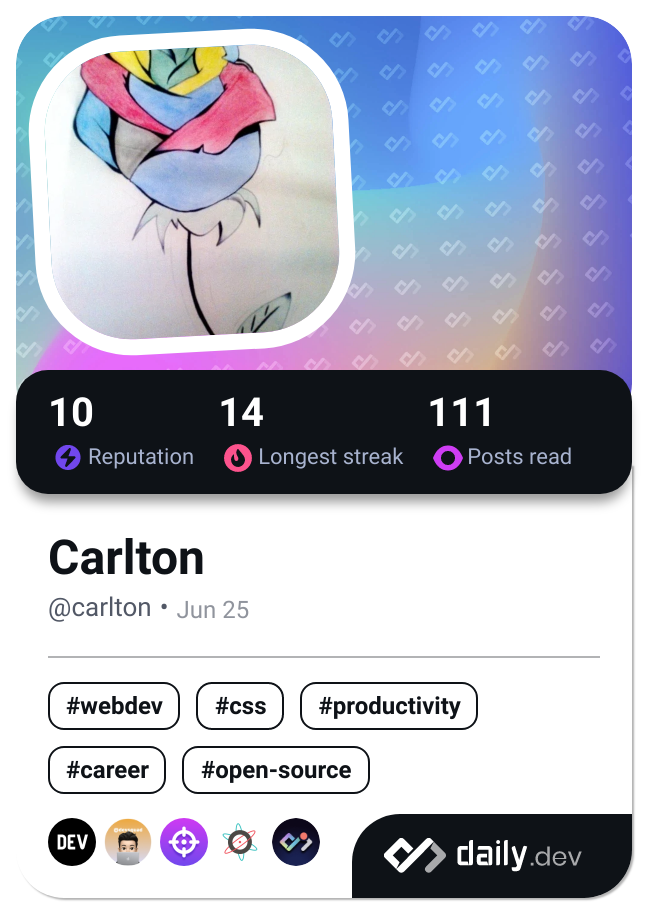 10 14 111
Reputation Longest streak Posts read
Carlton
@carlton • Jun 25
#webdev #css #productivity
#career #open-source
DEV
daily.dev